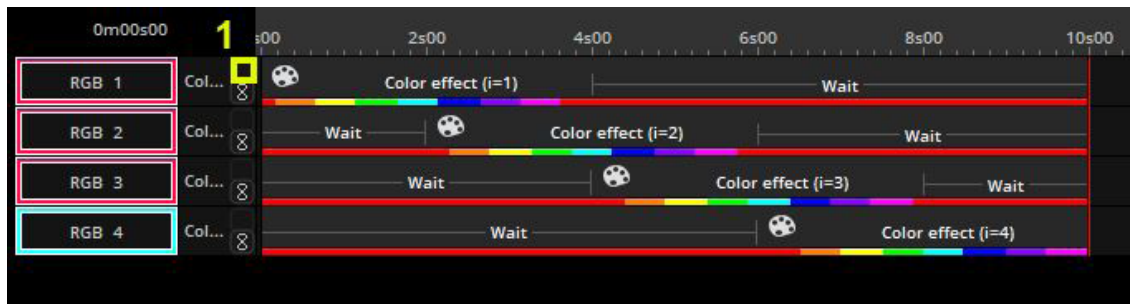 0m00s00 1 s00 2s00 4s00 6s00 8s00 10s00
RGB 1 Col... Color effect (i=1) Wait
RGB 2 Col... Wait Color effect (i=2) Wait
RGB 3 Col... Wait Color effect (i=3) Wait
RGB 4 Col... Wait Color effect (i=4)